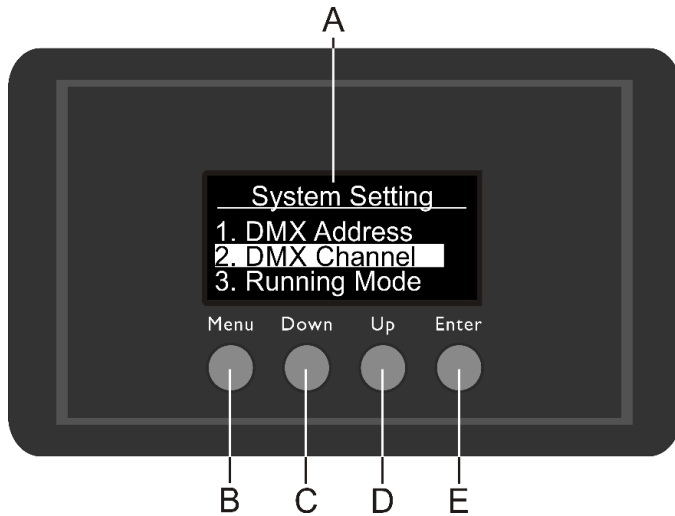 A
System Setting
1. DMX Address
2. DMX Channel
3. Running Mode
Menu Down Up Enter
B C D E